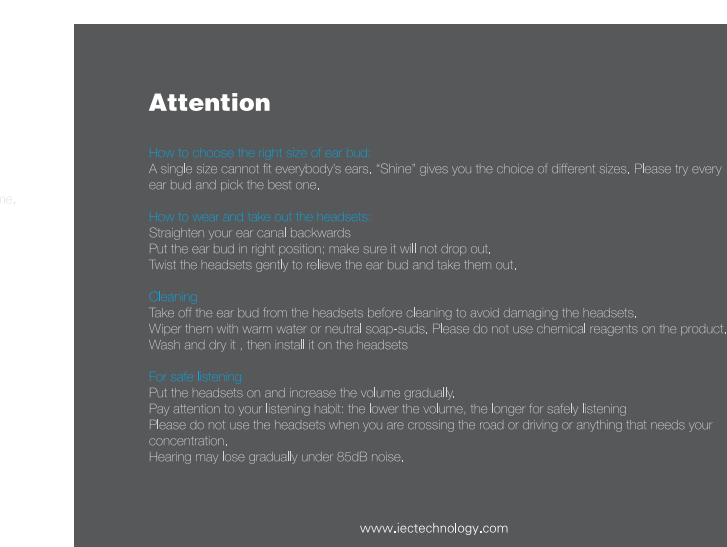 Attention
How to choose the right size of ear bud:
A single size cannot fit everybody's ears. "Shine" gives you the choice of different sizes. Please try every
ear bud and pick the best one.
How to wear and take out the headsets:
Straighten your ear canal backwards
Put the ear bud in right position; make sure it will not drop out.
Twist the headsets gently to relieve the ear bud and take them out.
Cleaning
Take off the ear bud from the headsets before cleaning to avoid damaging the headsets.
Wiper them with warm water or neutral soap-suds. Please do not use chemical reagents on the product.
Wash and dry it , then install it on the headsets
For safe listening
Put the headsets on and increase the volume gradually.
Pay attention to your listening habit: the lower the volume, the longer for safely listening
Please do not use the headsets when you are crossing the road or driving or anything that needs your
concentration.
Hearing may lose gradually under 85dB noise.
www.iectechnology.com